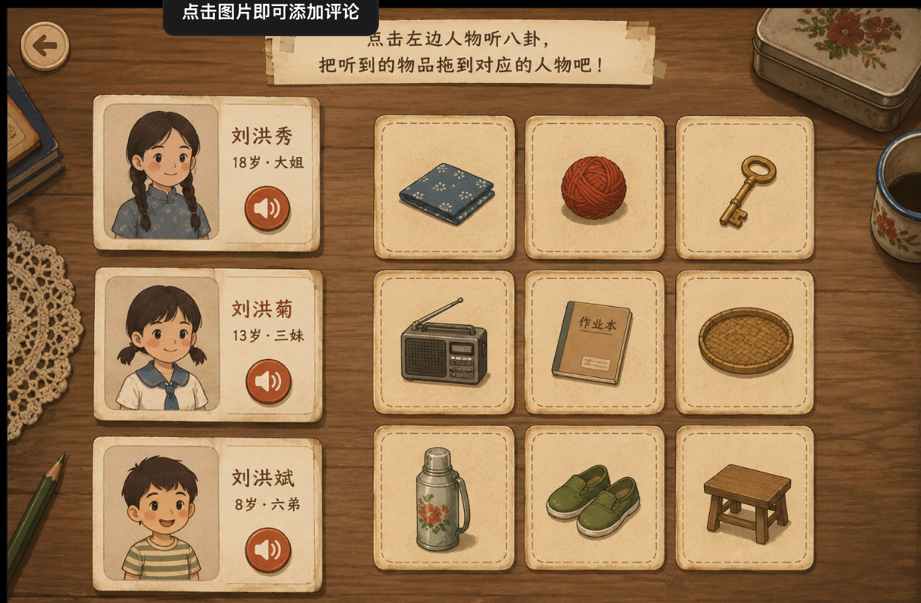 点击图片即可添加评论
点击左边人物听八卦，
把听到的物品拖到对应的人物吧！
刘洪秀
18岁·大姐
刘洪菊
13岁·三妹
作业本
刘洪斌
8岁·六弟